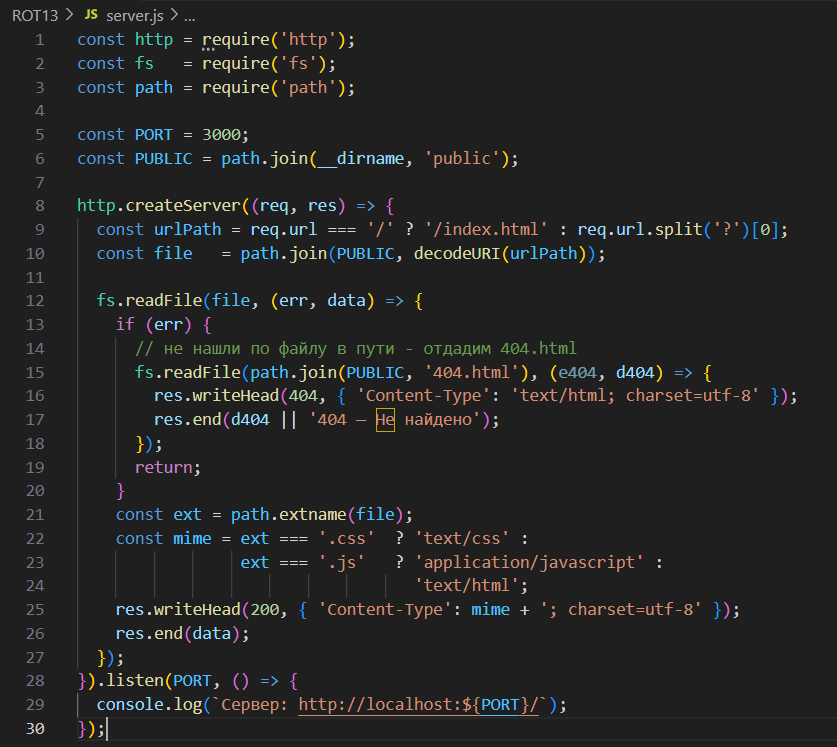 ROT13 > JS server.js > ...
1 const http = require('http');
2 const fs   = require('fs');
3 const path = require('path');
4
5 const PORT = 3000;
6 const PUBLIC = path.join(__dirname, 'public');
7
8 http.createServer((req, res) => {
9   const urlPath = req.url === '/' ? '/index.html' : req.url.split('?')[0];
10   const file   = path.join(PUBLIC, decodeURI(urlPath));
11
12   fs.readFile(file, (err, data) => {
13     if (err) {
14       // не нашли по файлу в пути - отдадим 404.html
15       fs.readFile(path.join(PUBLIC, '404.html'), (e404, d404) => {
16         res.writeHead(404, { 'Content-Type': 'text/html; charset=utf-8' });
17         res.end(d404 || '404 — Не найдено');
18       });
19       return;
20     }
21     const ext = path.extname(file);
22     const mime = ext === '.css'  ? 'text/css' :
23                  ext === '.js'   ? 'application/javascript' :
24                                    'text/html';
25     res.writeHead(200, { 'Content-Type': mime + '; charset=utf-8' });
26     res.end(data);
27   });
28 }).listen(PORT, () => {
29   console.log(`Сервер: http://localhost:${PORT}/`);
30 });